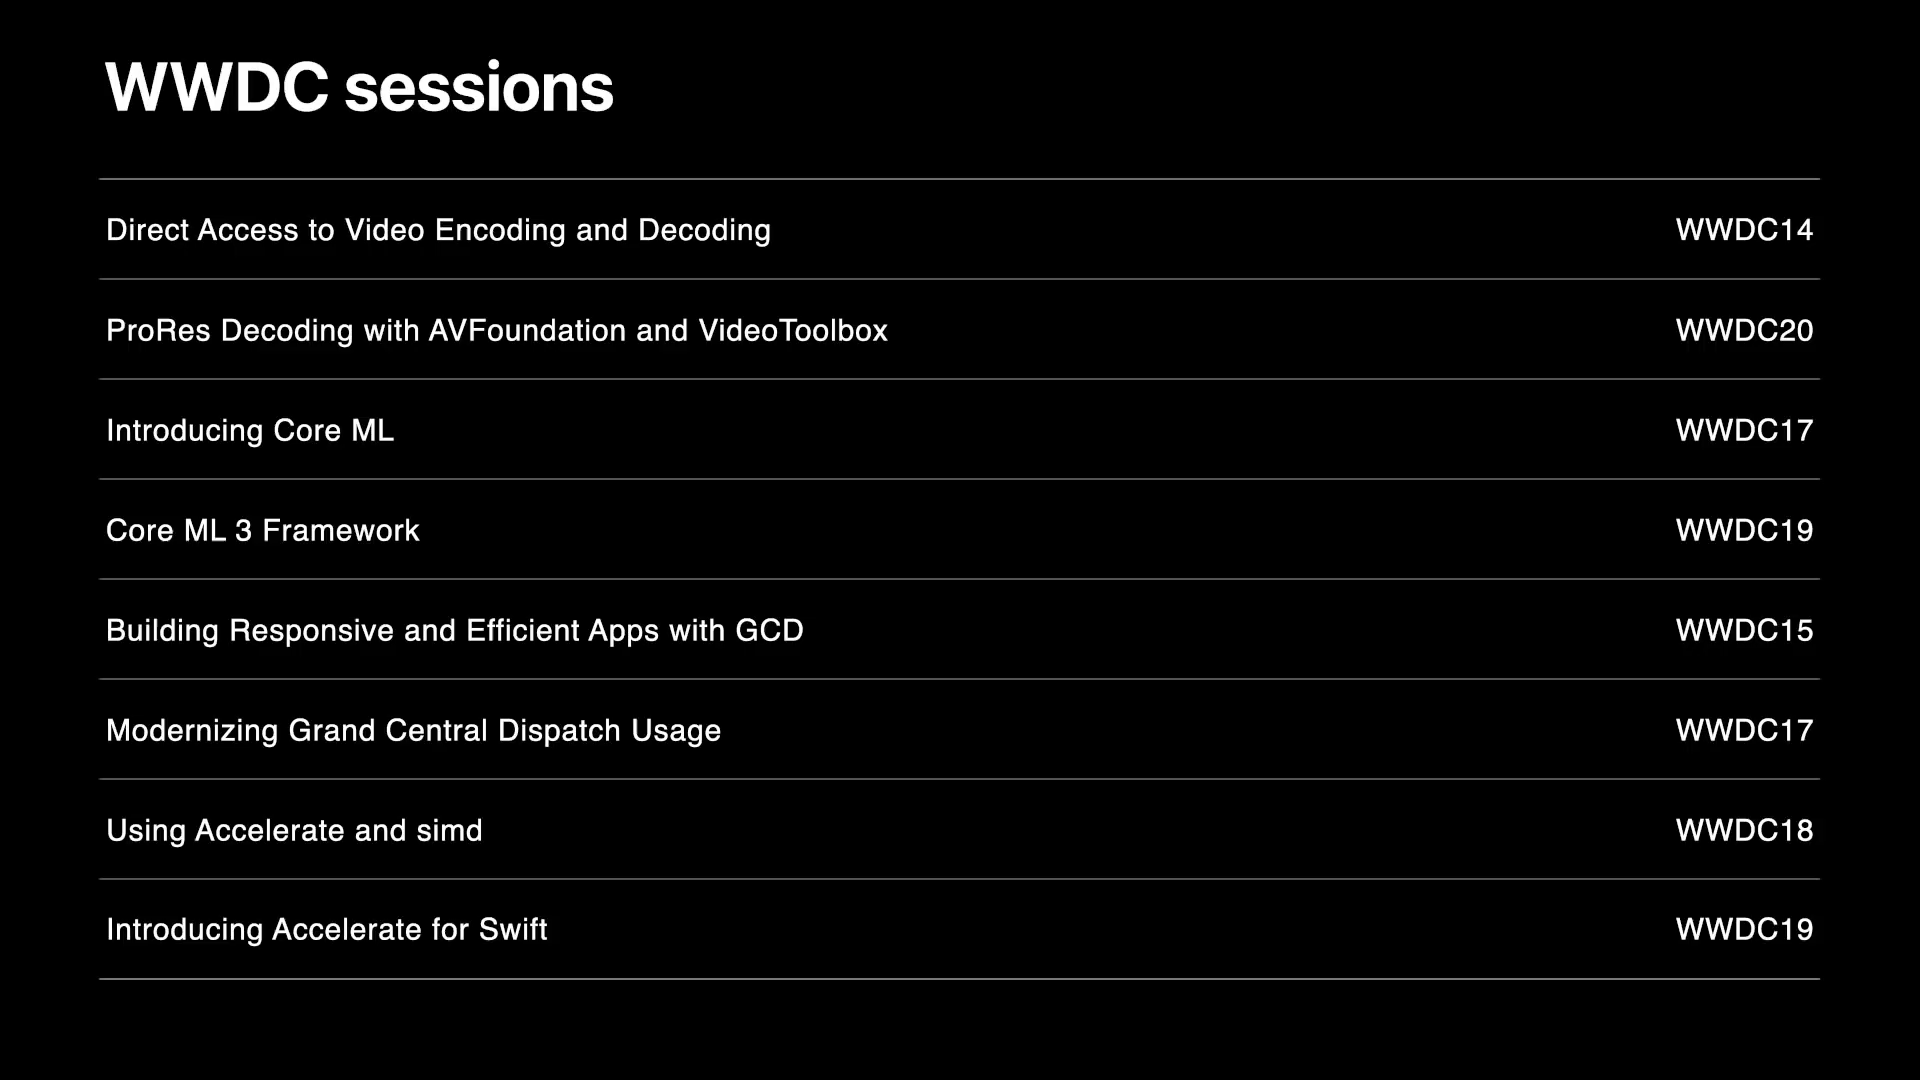 WWDC sessions
Direct Access to Video Encoding and Decoding WWDC14
ProRes Decoding with AVFoundation and VideoToolbox WWDC20
Introducing Core ML WWDC17
Core ML 3 Framework WWDC19
Building Responsive and Efficient Apps with GCD WWDC15
Modernizing Grand Central Dispatch Usage WWDC17
Using Accelerate and simd WWDC18
Introducing Accelerate for Swift WWDC19